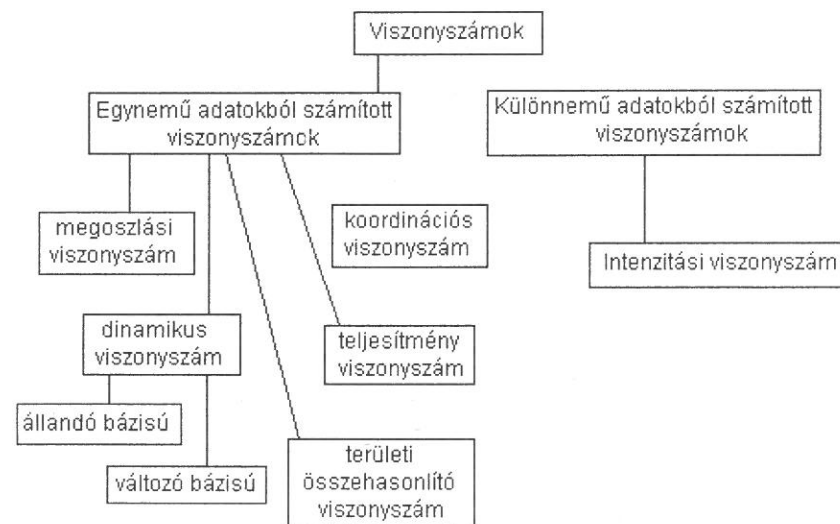 Viszonyszámok
Egynemű adatokból számított
viszonyszámok
Különnemű adatokból számított
viszonyszámok
megoszlási
viszonyszám
koordinációs
viszonyszám
Intenzitási viszonyszám
dinamikus
viszonyszám
teljesítmény
viszonyszám
állandó bázisú
változó bázisú
területi
összehasonlító
viszonyszám